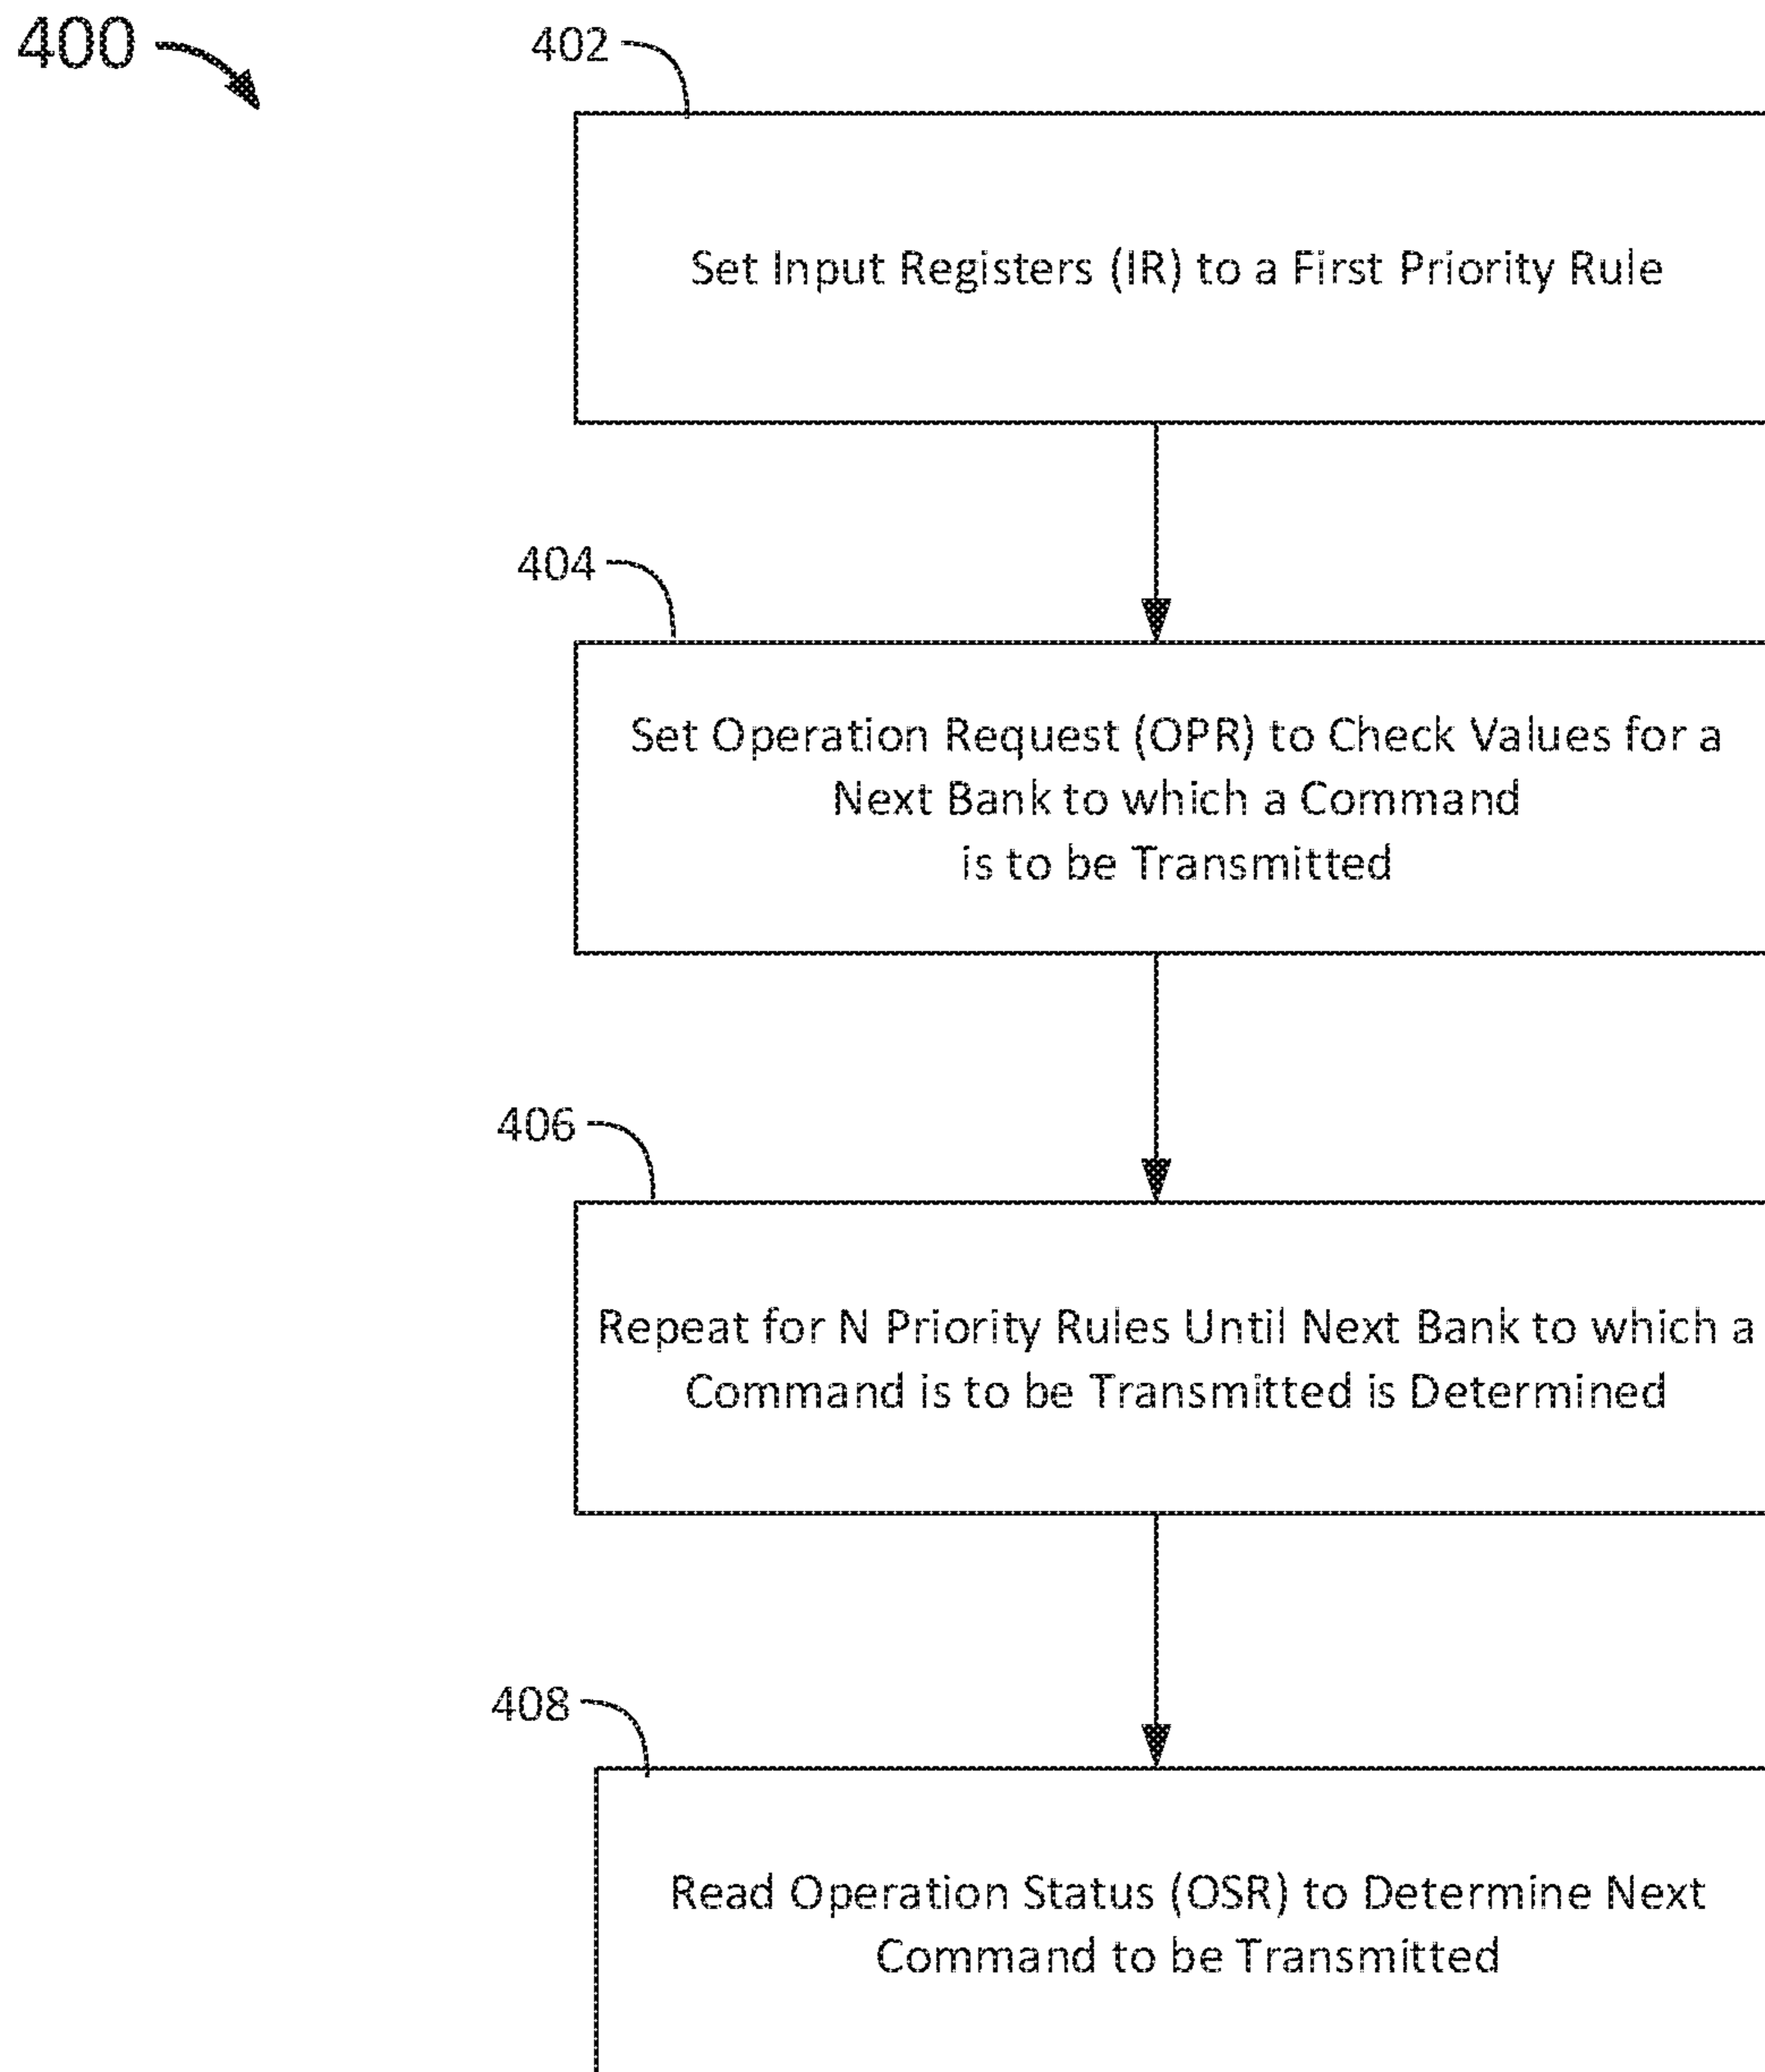 400
402
Set Input Registers (IR) to a First Priority Rule
404
Set Operation Request (OPR) to Check Values for a
Next Bank to which a Command
is to be Transmitted
406
Repeat for N Priority Rules Until Next Bank to which a
Command is to be Transmitted is Determined
408
Read Operation Status (OSR) to Determine Next
Command to be Transmitted